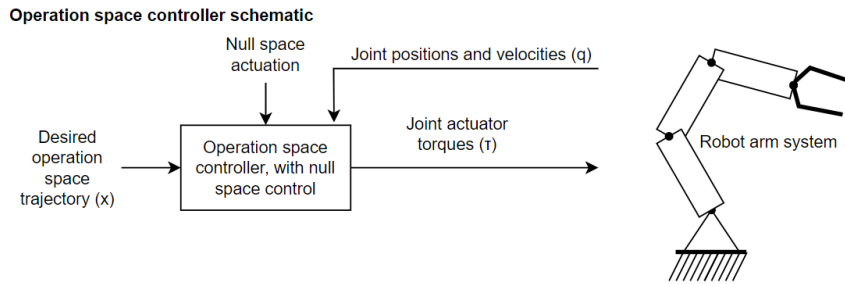 Operation space controller schematic
Null space
actuation
Joint positions and velocities (q)
Desired
operation
space
trajectory (x)
Operation space
controller, with null
space control
Joint actuator
torques (τ)
Robot arm system